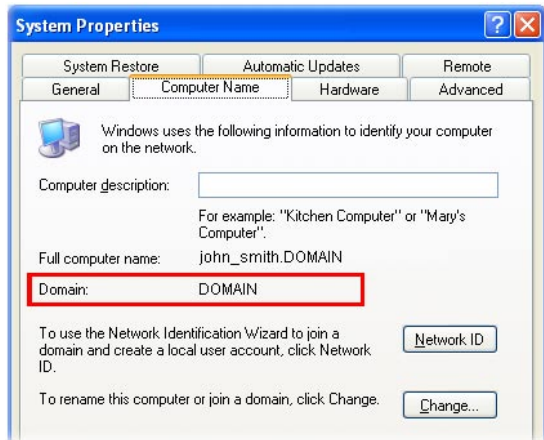 System Properties
System Restore
Automatic Updates
Remote
General
Computer Name
Hardware
Advanced
Windows uses the following information to identify your computer
on the network.
Computer description:
For example: "Kitchen Computer" or "Mary's
Computer".
Full computer name:
john_smith.DOMAIN
Domain:
DOMAIN
To use the Network Identification Wizard to join a
domain and create a local user account, click Network
ID.
Network ID
To rename this computer or join a domain, click Change.
Change...